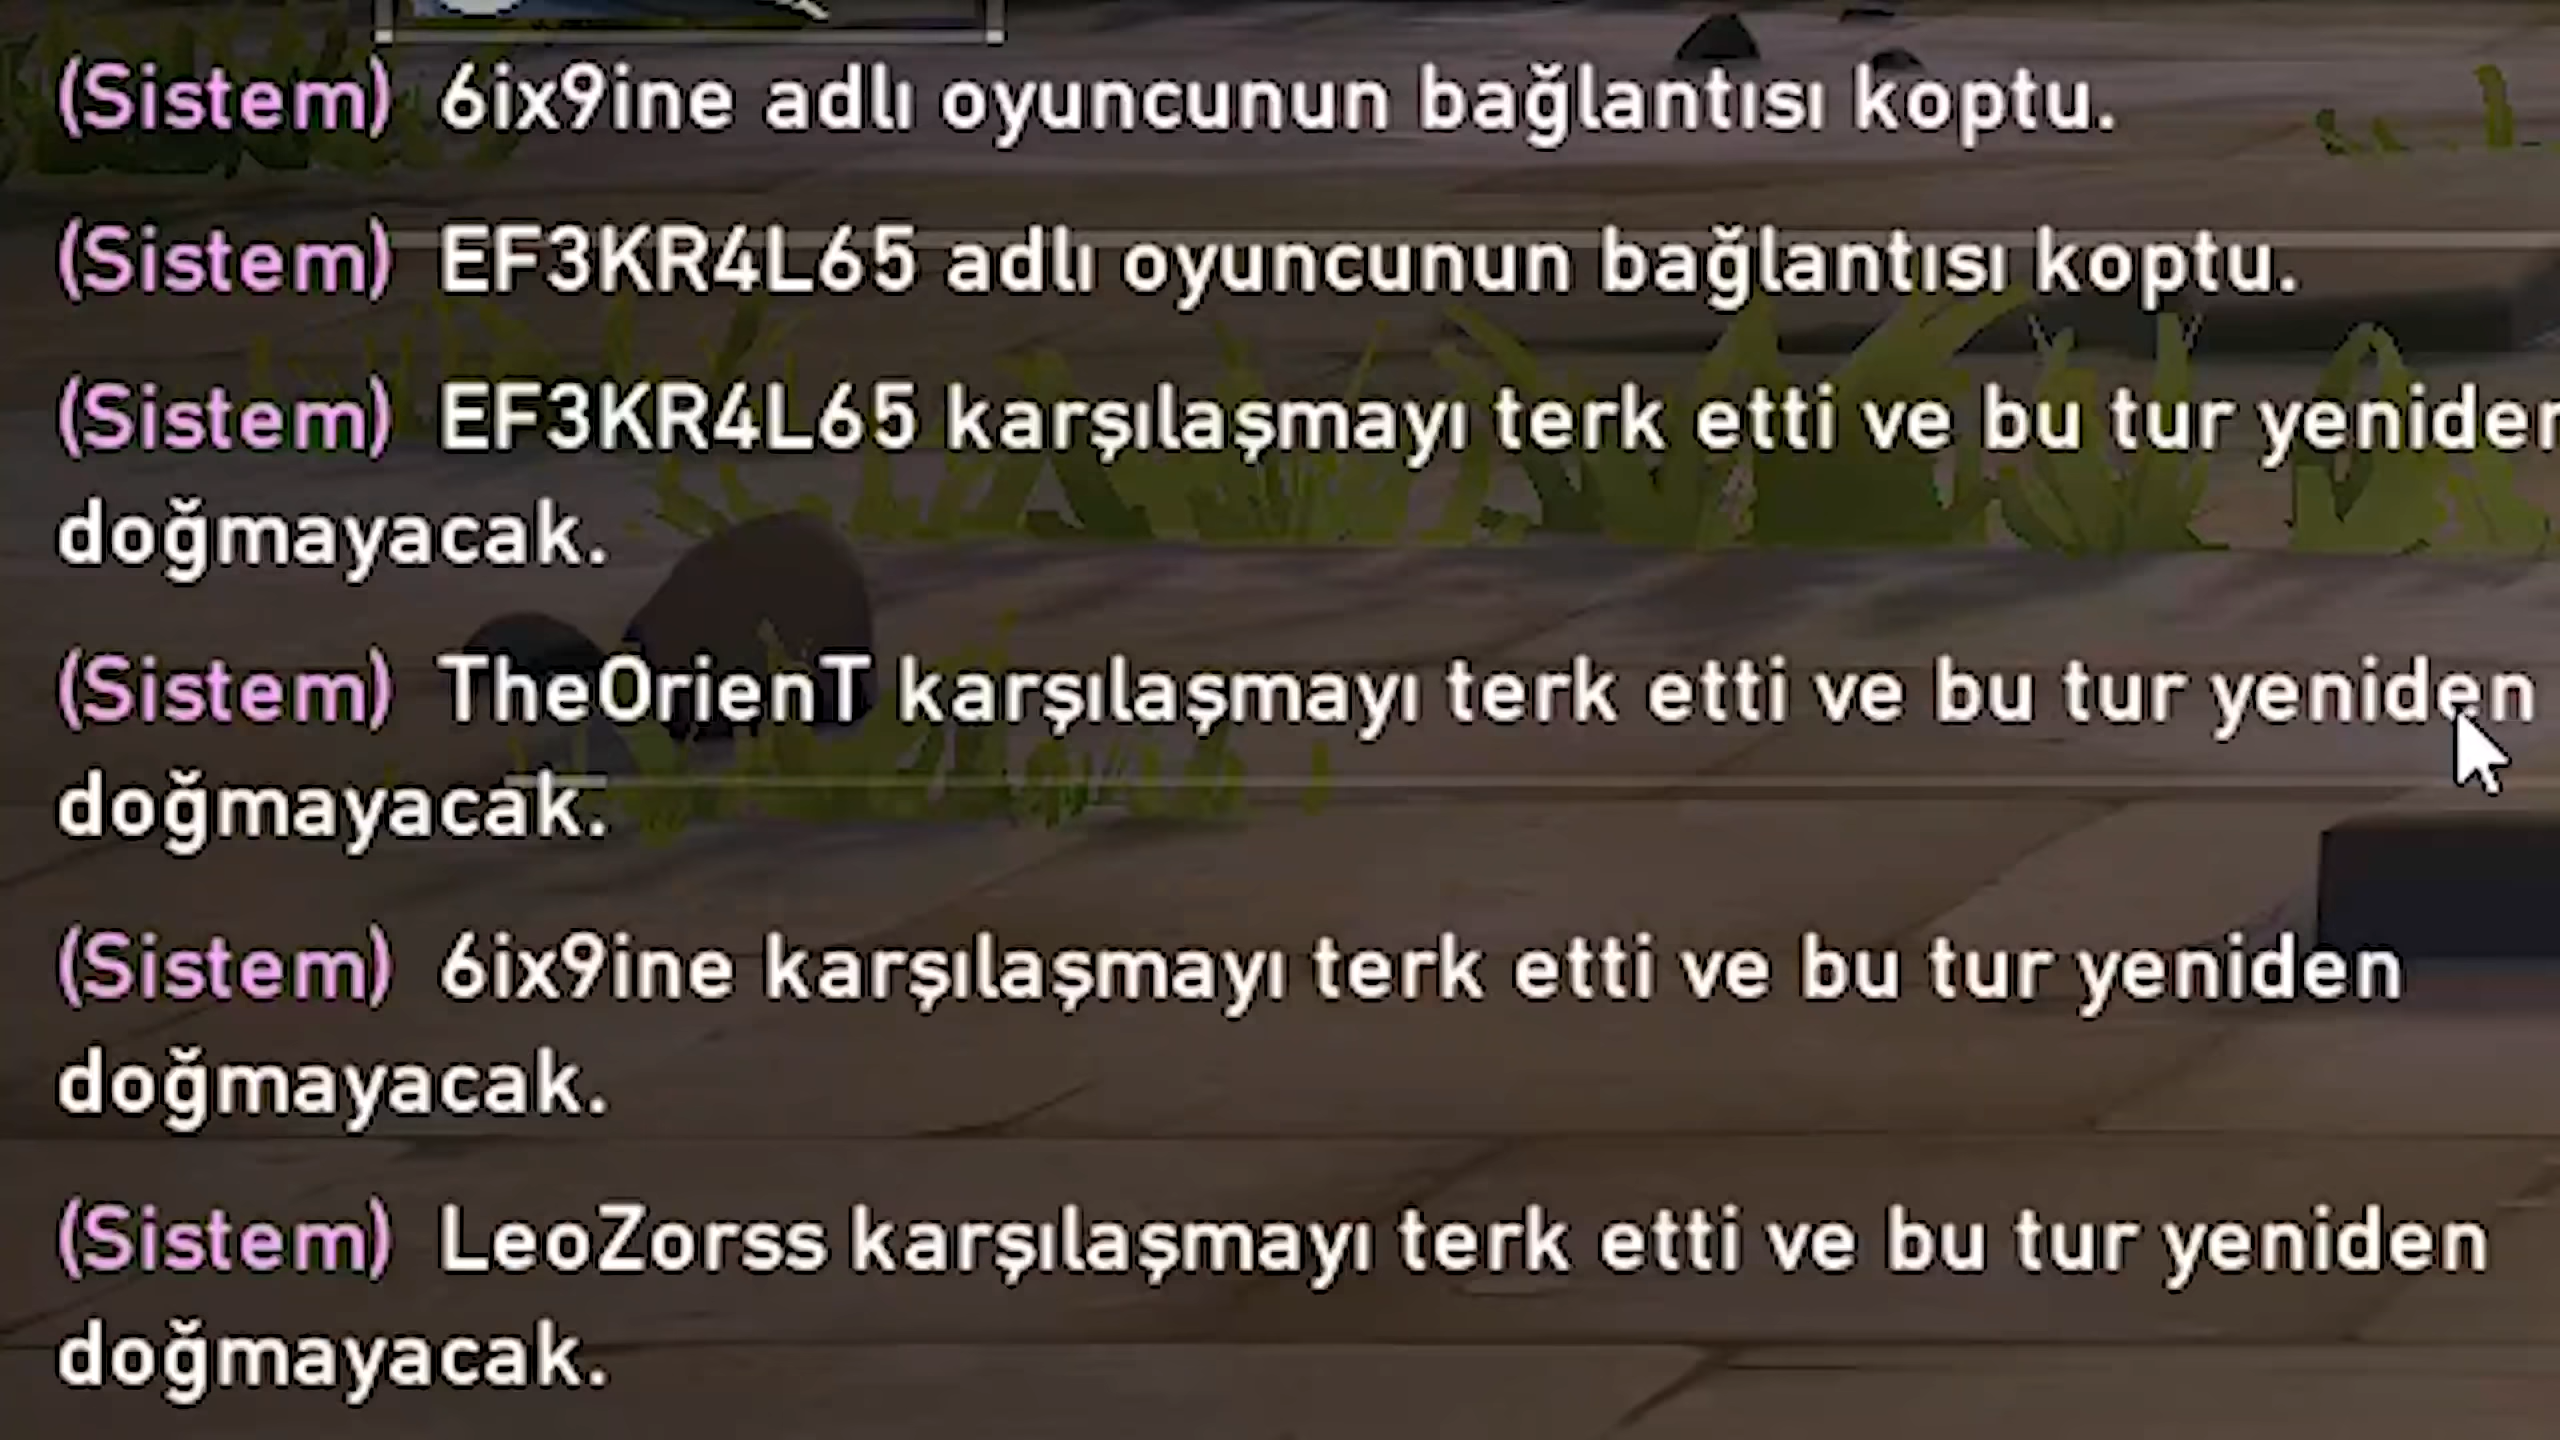 (Sistem) 6ix9ine adlı oyuncunun bağlantısı koptu.
(Sistem) EF3KR4L65 adlı oyuncunun bağlantısı koptu.
(Sistem) EF3KR4L65 karşılaşmayı terk etti ve bu tur yeniden
doğmayacak.
(Sistem) TheOrienT karşılaşmayı terk etti ve bu tur yeniden
doğmayacak.
(Sistem) 6ix9ine karşılaşmayı terk etti ve bu tur yeniden
doğmayacak.
(Sistem) LeoZorss karşılaşmayı terk etti ve bu tur yeniden
doğmayacak.